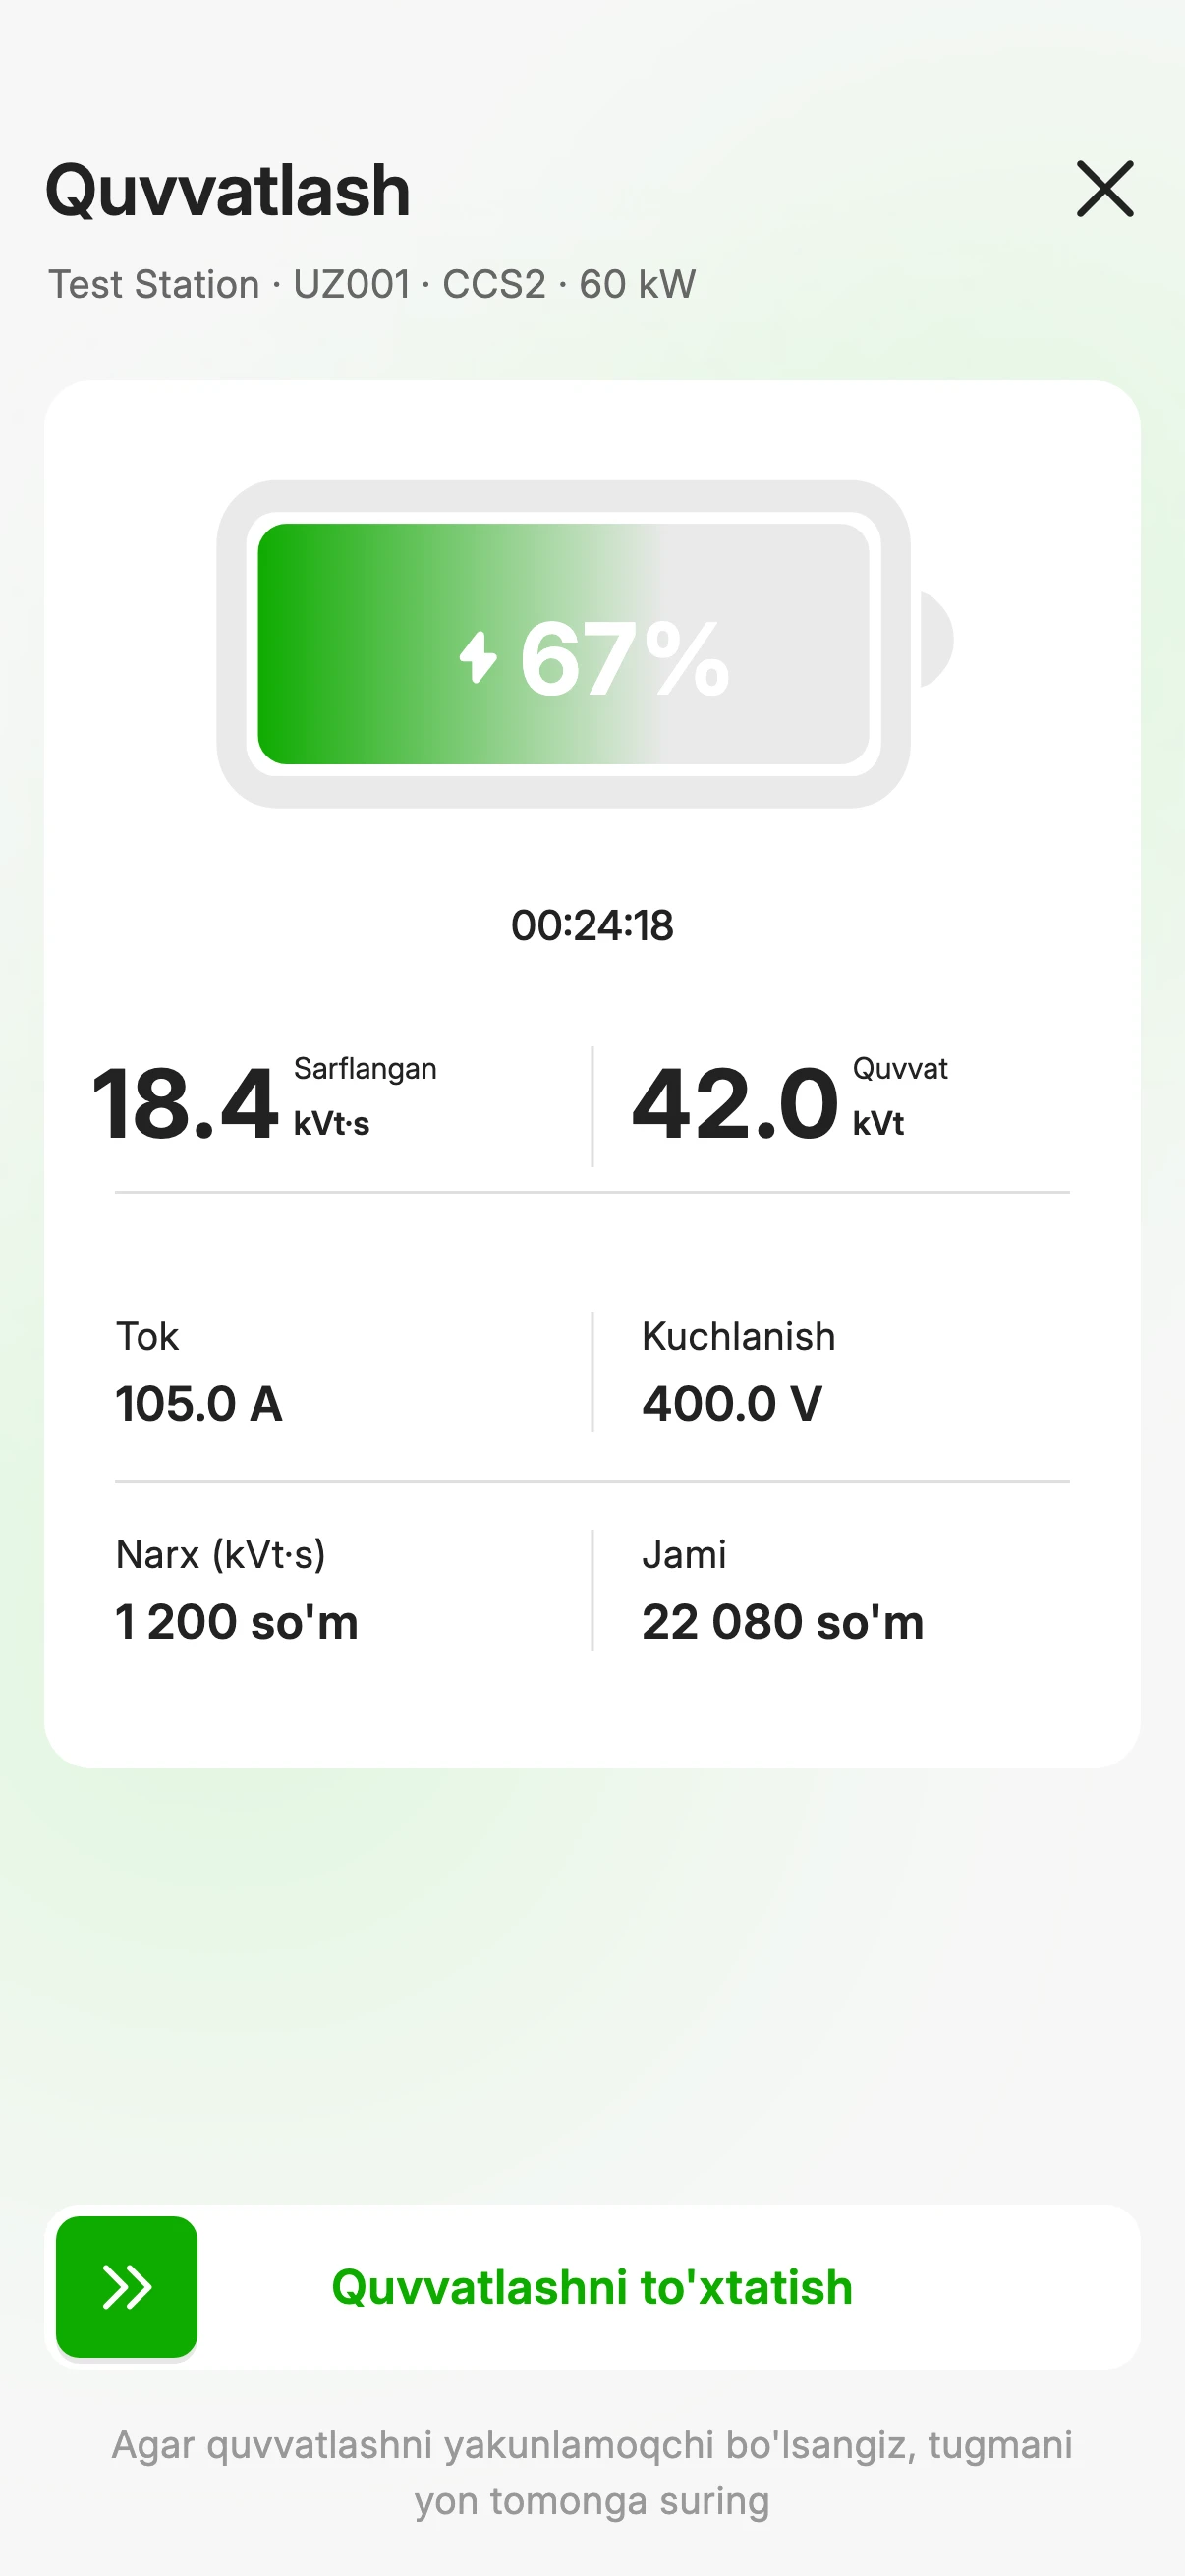 Quvvatlash
Test Station · UZ001 · CCS2 · 60 kW
67%
00:24:18
18.4 Sarflangan kVt·s
42.0 Quvvat kVt
Tok
105.0 A
Kuchlanish
400.0 V
Narx (kVt·s)
1 200 so'm
Jami
22 080 so'm
Quvvatlashni to'xtatish
Agar quvvatlashni yakunlamoqchi bo'lsangiz, tugmani
yon tomonga suring